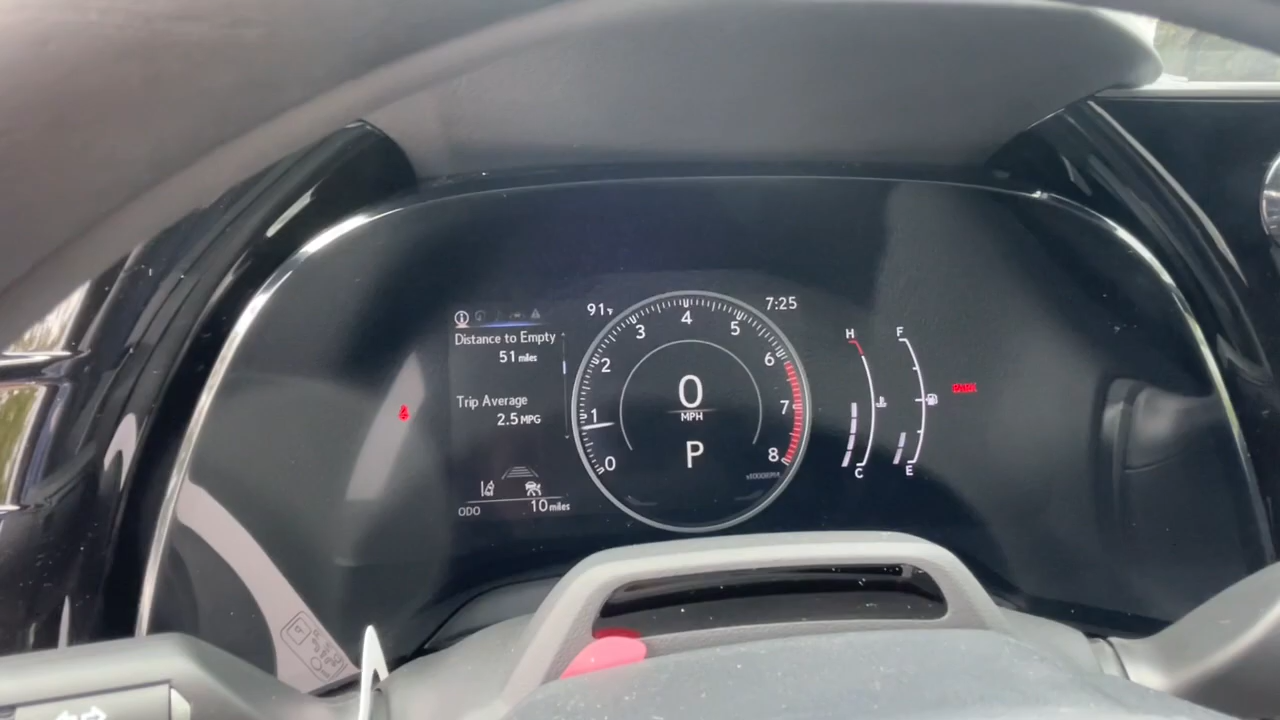 91°F
7:25
Distance to Empty
51 miles
Trip Average
2.5 MPG
ODO 10 miles
0
1
2
3
4
5
6
7
8
0
MPH
P
x1000RPM
H
C
F
E